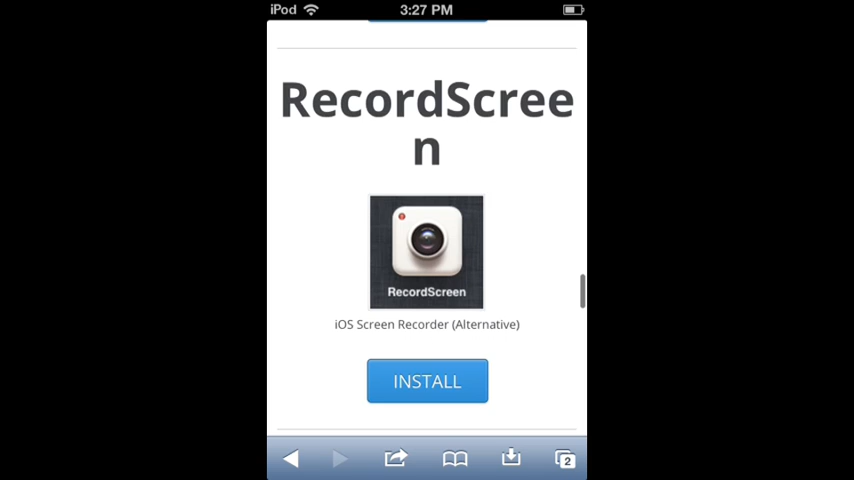 iPod 3:27 PM
RecordScree
n
RecordScreen
iOS Screen Recorder (Alternative)
INSTALL
2